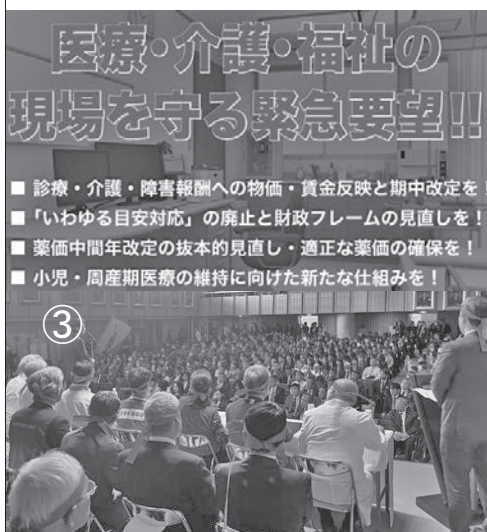 医療・介護・福祉の
現場を守る緊急要望!!
■ 診療・介護・障害報酬への物価・賃金反映と期中改定を！
■ 「いわゆる目安対応」の廃止と財政フレームの見直しを！
■ 薬価中間年改定の抜本的見直し・適正な薬価の確保を！
■ 小児・周産期医療の維持に向けた新たな仕組みを！
③